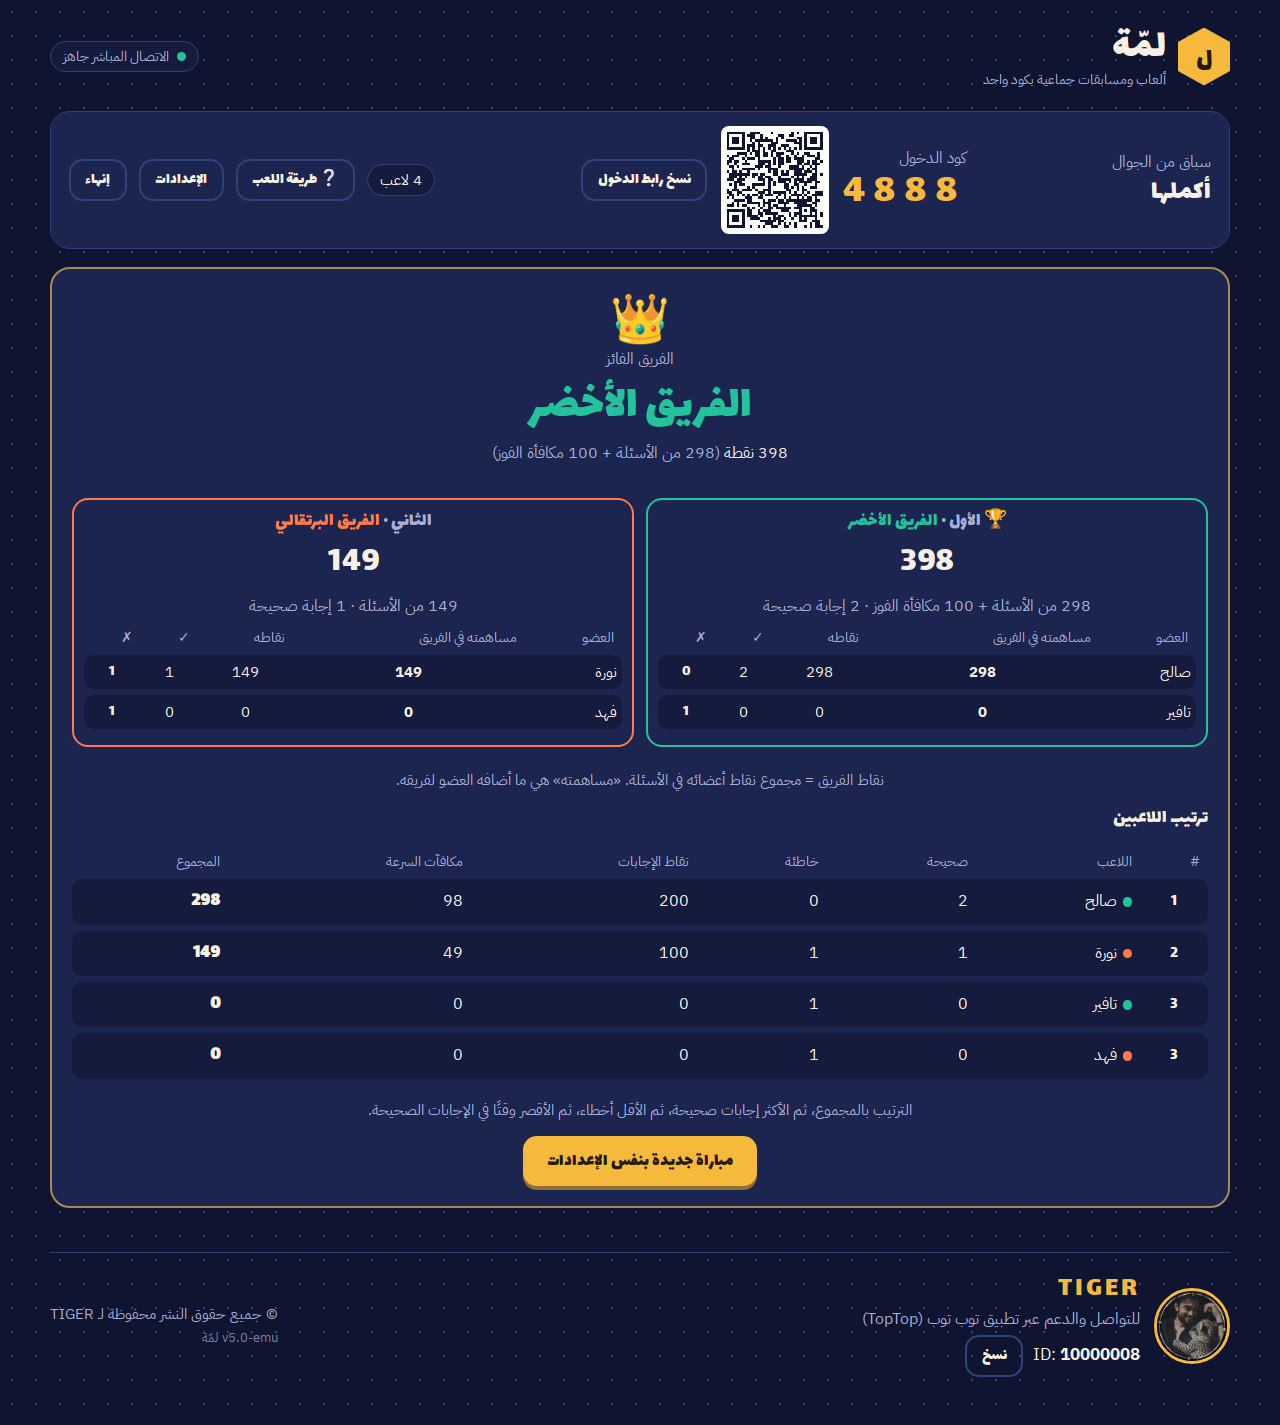 ل
لمّة
ألعاب ومسابقات جماعية بكود واحد
الاتصال المباشر جاهز
سباق من الجوال
أكملها
كود الدخول
4888
نسخ رابط الدخول
4 لاعب
❔ طريقة اللعب
الإعدادات
إنهاء
الفريق الفائز
الفريق الأخضر
398 نقطة (298 من الأسئلة + 100 مكافأة الفوز)
🏆 الأول · الفريق الأخضر
398
298 من الأسئلة + 100 مكافأة الفوز · 2 إجابة صحيحة
العضو مساهمته في الفريق نقاطه ✓ ✗
صالح 298 298 2 0
تافير 0 0 0 1
الثاني · الفريق البرتقالي
149
149 من الأسئلة · 1 إجابة صحيحة
العضو مساهمته في الفريق نقاطه ✓ ✗
نورة 149 149 1 1
فهد 0 0 0 1
نقاط الفريق = مجموع نقاط أعضائه في الأسئلة. «مساهمته» هي ما أضافه العضو لفريقه.
ترتيب اللاعبين
# اللاعب صحيحة خاطئة نقاط الإجابات مكافآت السرعة المجموع
1 صالح 2 0 200 98 298
2 نورة 1 1 100 49 149
3 تافير 0 1 0 0 0
3 فهد 0 1 0 0 0
الترتيب بالمجموع، ثم الأكثر إجابات صحيحة، ثم الأقل أخطاء، ثم الأقصر وقتًا في الإجابات الصحيحة.
مباراة جديدة بنفس الإعدادات
TIGER
للتواصل والدعم عبر تطبيق توب توب (TopTop)
ID: 10000008
نسخ
© جميع حقوق النشر محفوظة لـ TIGER
لمّة v5.0-emu